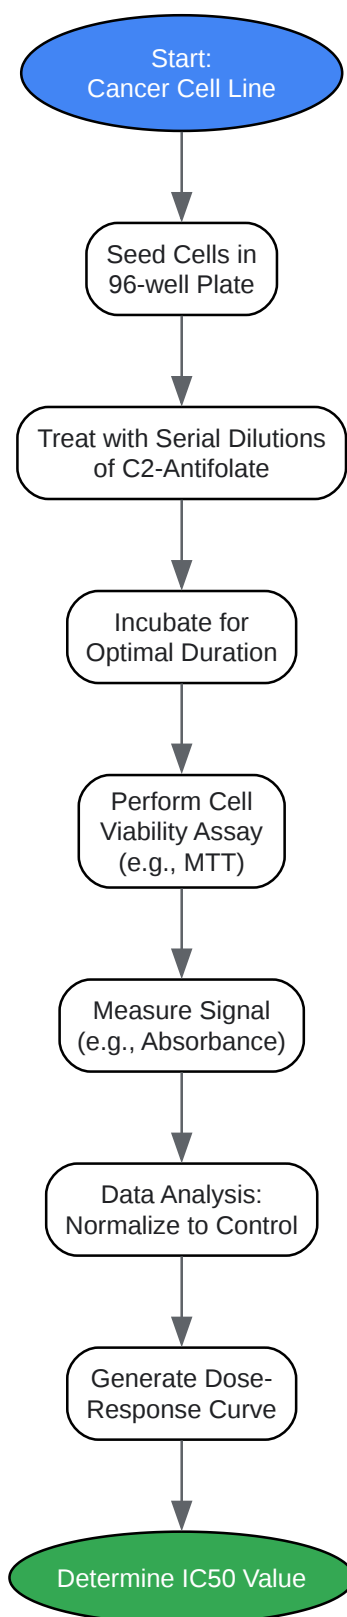 Start:
Cancer Cell Line
Seed Cells in
96-well Plate
Treat with Serial Dilutions
of C2-Antifolate
Incubate for
Optimal Duration
Perform Cell
Viability Assay
(e.g., MTT)
Measure Signal
(e.g., Absorbance)
Data Analysis:
Normalize to Control
Generate Dose-
Response Curve
Determine IC50 Value